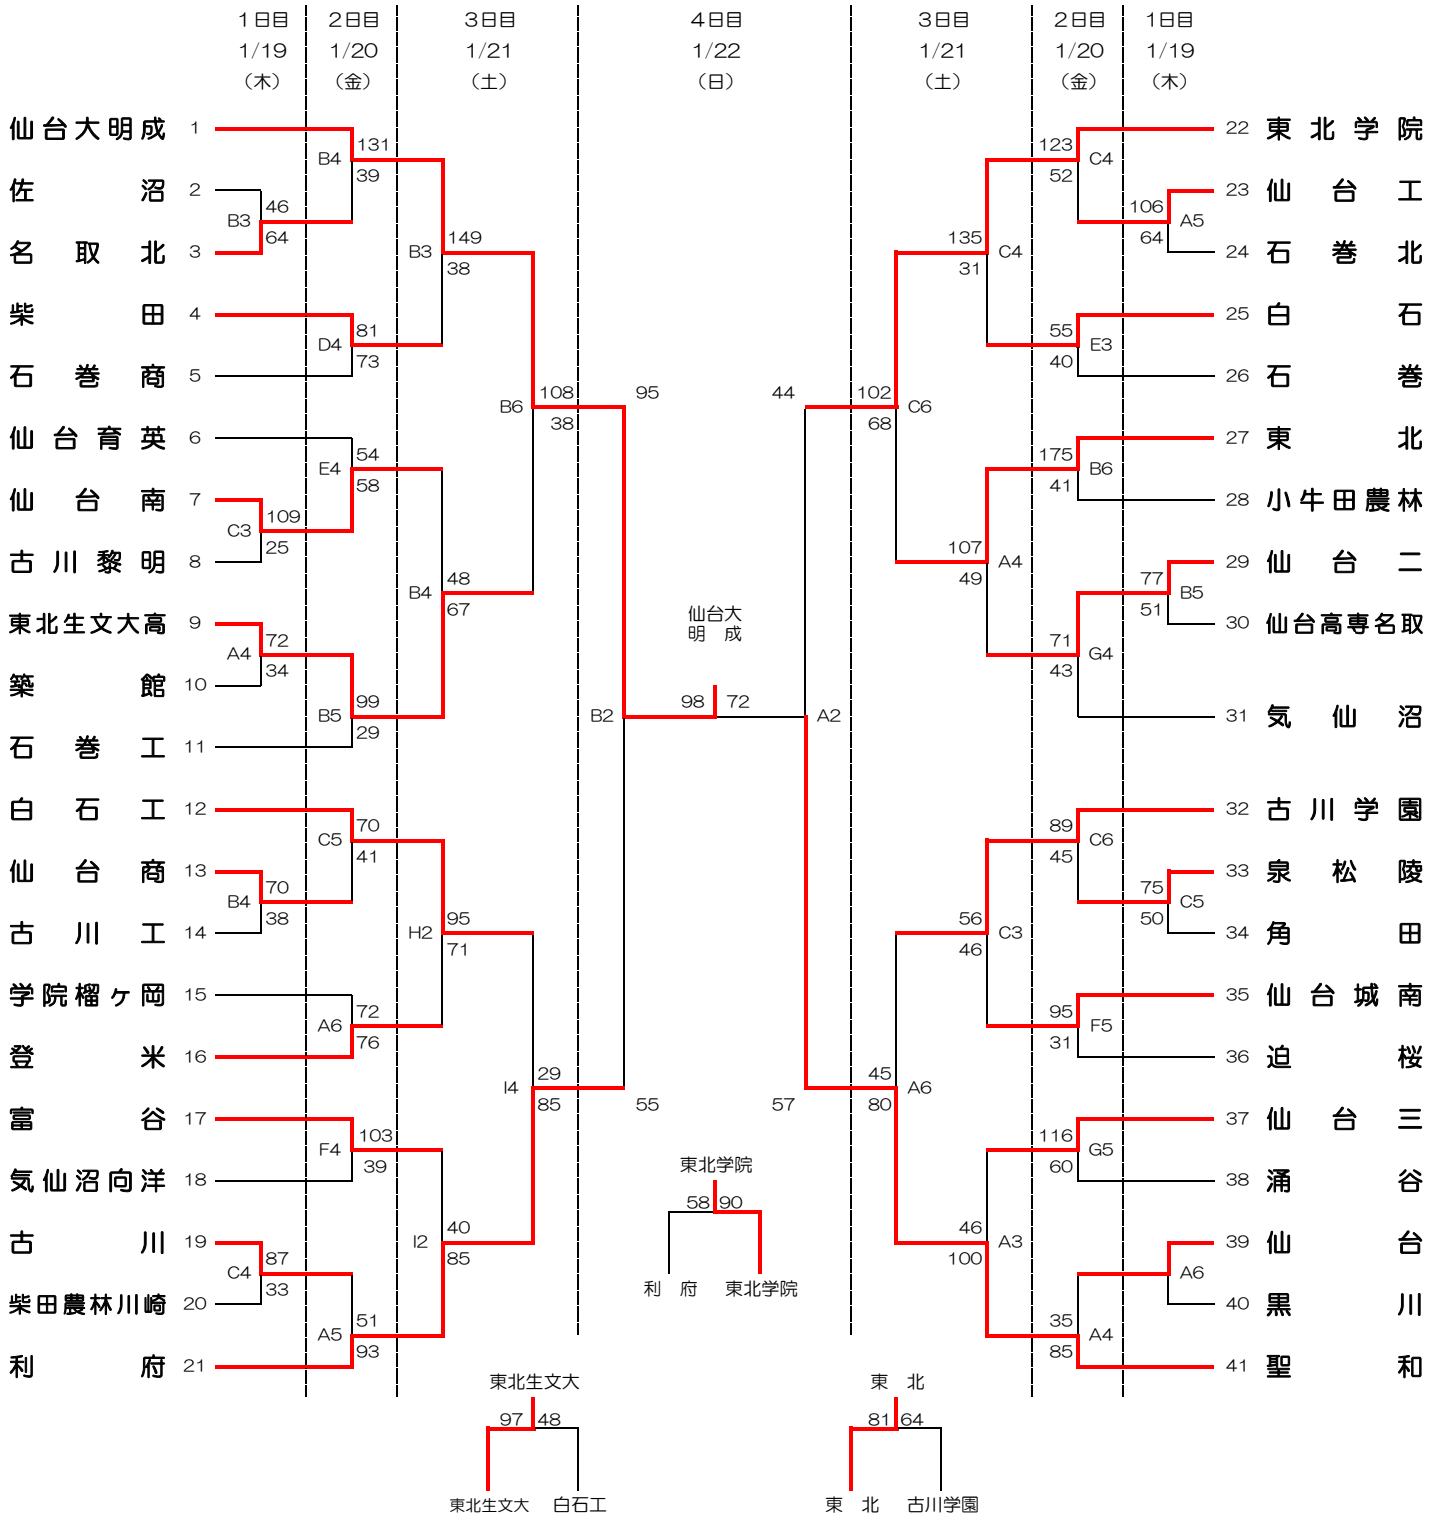 1日目 2日目 3日目 4日目 3日目 2日目 1日目
1/19 1/20 1/21 1/22 1/21 1/20 1/19
（木） （金） （土） （日） （土） （金） （木）
仙台大明成 1 131 123 22 東北学院
B4 C4
39 52
佐沼 2 23 仙台工
46 106
B3 A5
64 64
名取北 3 149 135 24 石巻北
B3 C4
38 31
柴田 4 25 白石
81 55
D4 E3
73 40
石巻商 5 26 石巻
108 95 44 102
B6 C6
38 68
仙台育英 6 27 東北
54 175
E4 B6
58 41
仙台南 7 28 小牛田農林
109
C3
25 107
A4
49
古川黎明 8 29 仙台二
48 77
B4 B5
67 51
東北生文大高 9 仙台大 30 仙台高専名取
明成
72 71
A4 G4
34 43
築館 10
99 98 72
B5 B2 A2 31 気仙沼
29
石巻工 11
白石工 12 32 古川学園
70 89
C5 C6
41 45
仙台商 13 33 泉松陵
70 75
B4 C5
38 50
古川工 14 95 56 34 角田
H2 C3
71 46
学院榴ヶ岡 15 35 仙台城南
72 95
A6 F5
76 31
登米 16 36 迫桜
29 45
I4 A6
85 55 57 80
富谷 17 37 仙台三
103 116
F4 G5
39 60
東北学院
気仙沼向洋 18 38 涌谷
58 90
古川 19 40 46 39 仙台
I2 A3
85 100
87
C4 A6
33
利府 東北学院
柴田農林川崎 20 40 黒川
51 35
A5 A4
93 85
利府 21 41 聖和
東北生文大 東北
97 48 81 64
東北生文大 白石工 東北 古川学園